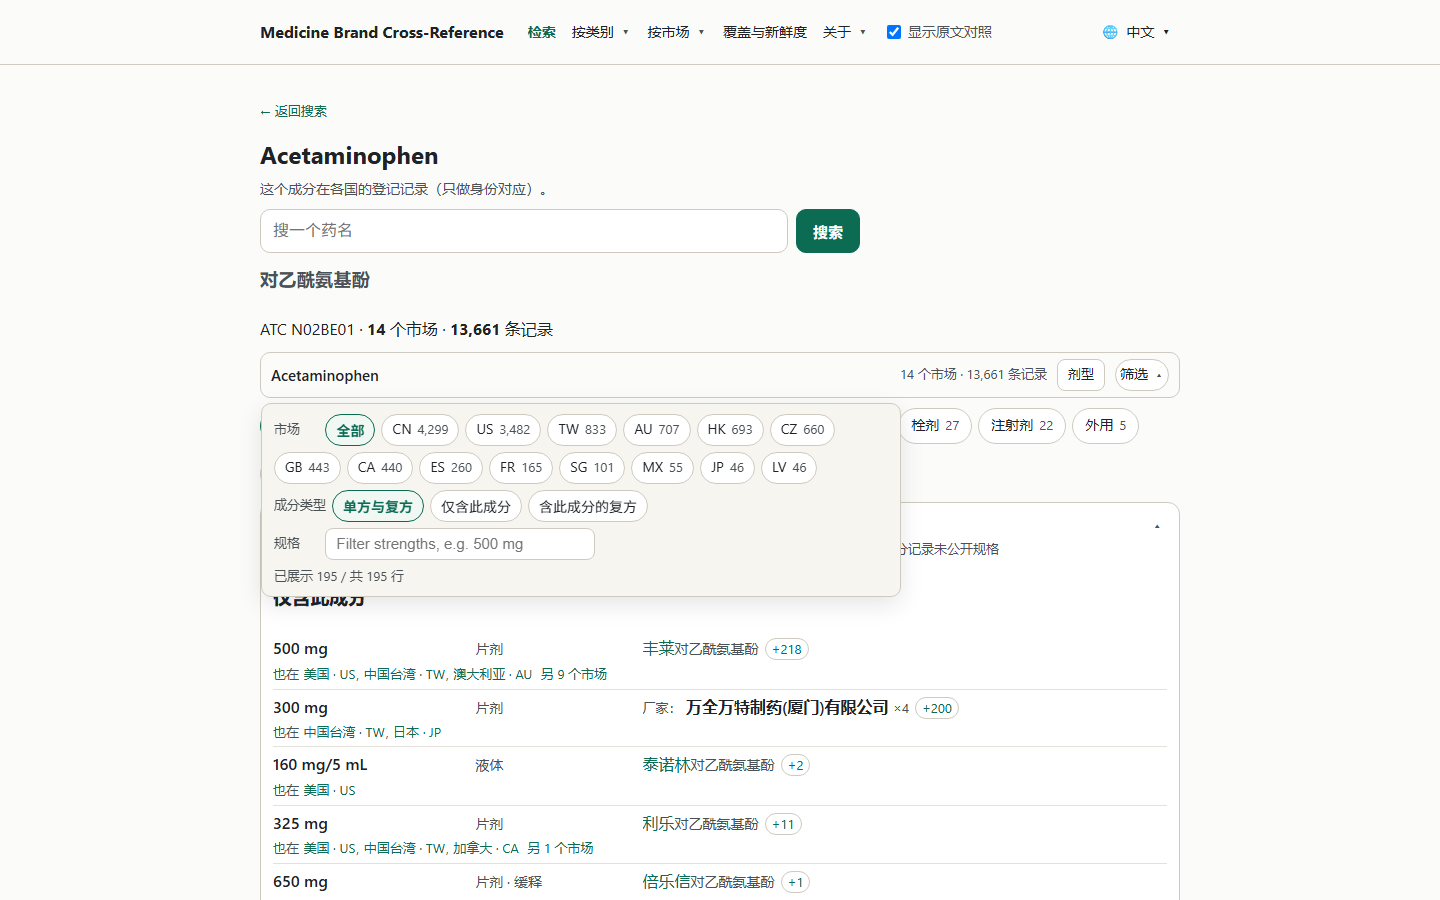 Medicine Brand Cross-Reference 检索 按类别 ▼ 按市场 ▼ 覆盖与新鲜度 关于 ▼ 显示原文对照 🌐 中文 ▼
← 返回搜索
Acetaminophen
这个成分在各国的登记记录（只做身份对应）。
搜一个药名 搜索
对乙酰氨基酚
ATC N02BE01 · 14 个市场 · 13,661 条记录
Acetaminophen 14 个市场 · 13,661 条记录 剂型 筛选 ▲
市场 全部 CN 4,299 US 3,482 TW 833 AU 707 HK 693 CZ 660
栓剂 27 注射剂 22 外用 5
GB 443 CA 440 ES 260 FR 165 SG 101 MX 55 JP 46 LV 46
成分类型 单方与复方 仅含此成分 含此成分的复方
规格 Filter strengths, e.g. 500 mg
记录未公开规格
已展示 195 / 共 195 行
仅含此成分
500 mg 片剂 丰莱对乙酰氨基酚 +218
也在 美国 · US, 中国台湾 · TW, 澳大利亚 · AU 另 9 个市场
300 mg 片剂 厂家： 万全万特制药(厦门)有限公司 ×4 +200
也在 中国台湾 · TW, 日本 · JP
160 mg/5 mL 液体 泰诺林对乙酰氨基酚 +2
也在 美国 · US
325 mg 片剂 利乐对乙酰氨基酚 +11
也在 美国 · US, 中国台湾 · TW, 加拿大 · CA 另 1 个市场
650 mg 片剂 · 缓释 倍乐信对乙酰氨基酚 +1